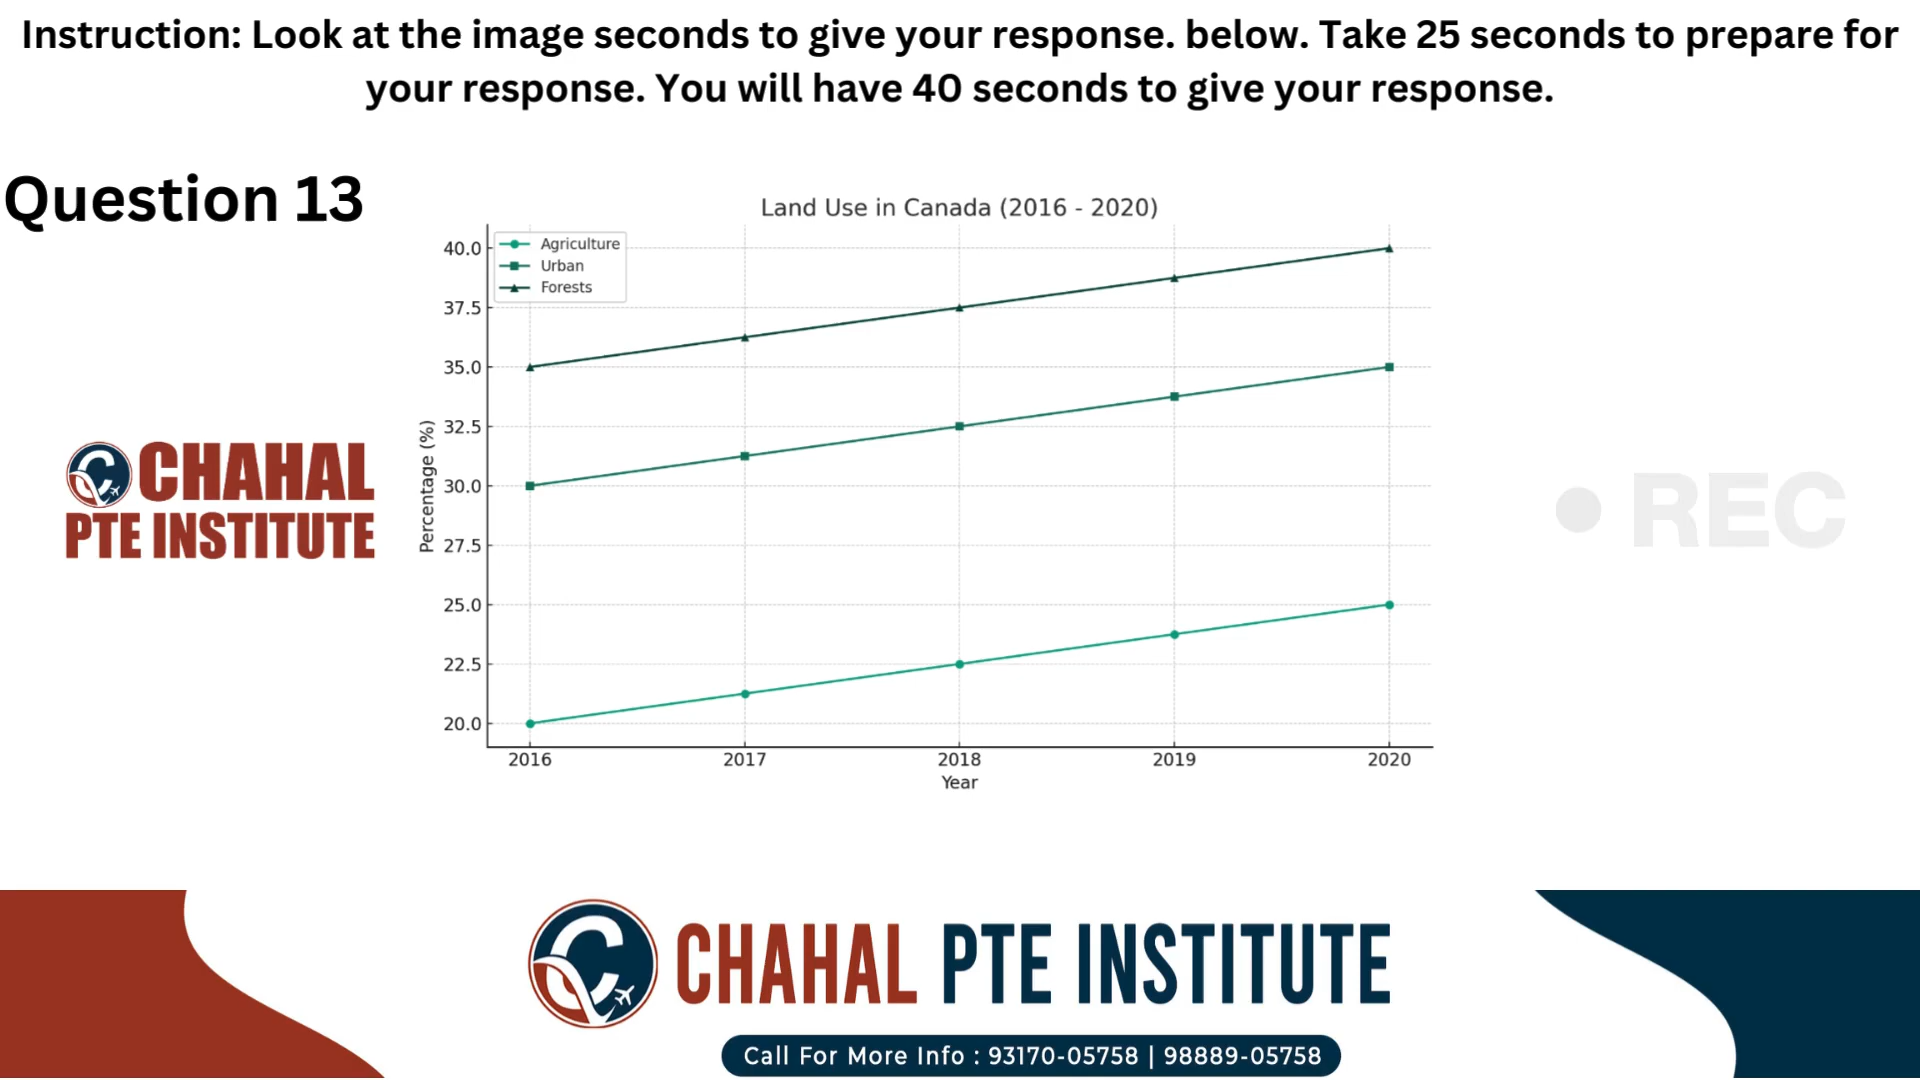 Instruction: Look at the image seconds to give your response. below. Take 25 seconds to prepare for
your response. You will have 40 seconds to give your response.
Question 13
Land Use in Canada (2016 - 2020)
Agriculture
Urban
Forests
40.0
37.5
35.0
32.5
30.0
27.5
25.0
22.5
20.0
Percentage (%)
2016 2017 2018 2019 2020
Year
CHAHAL
PTE INSTITUTE
REC
CHAHAL PTE INSTITUTE
Call For More Info : 93170-05758 | 98889-05758